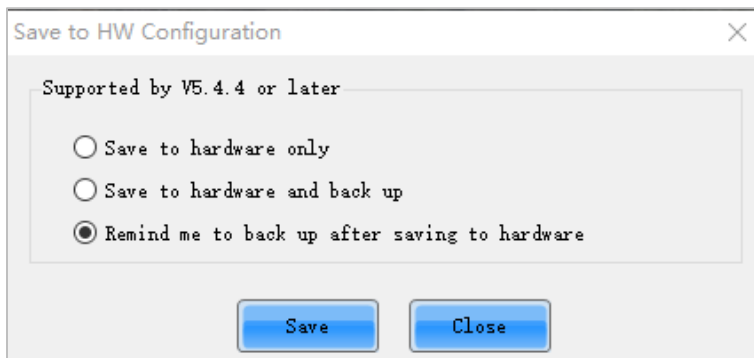 Save to HW Configuration
Supported by V5.4.4 or later
Save to hardware only
Save to hardware and back up
Remind me to back up after saving to hardware
Save Close